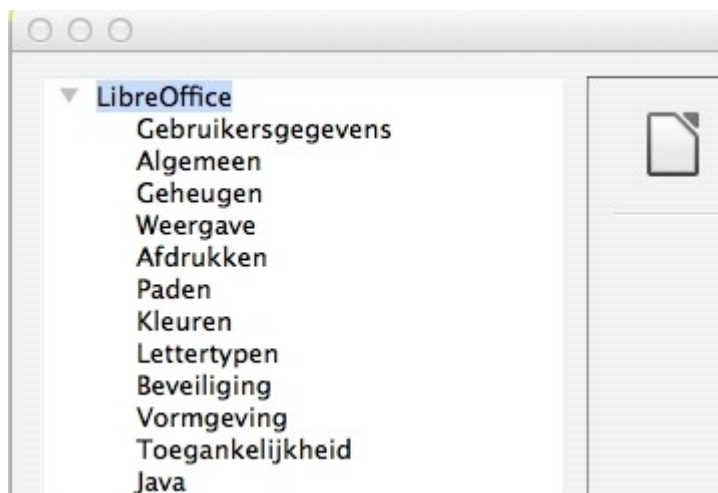 LibreOffice
Gebruikersgegevens
Algemeen
Geheugen
Weergave
Afdrukken
Paden
Kleuren
Lettertypen
Beveiliging
Vormgeving
Toegankelijkheid
Java